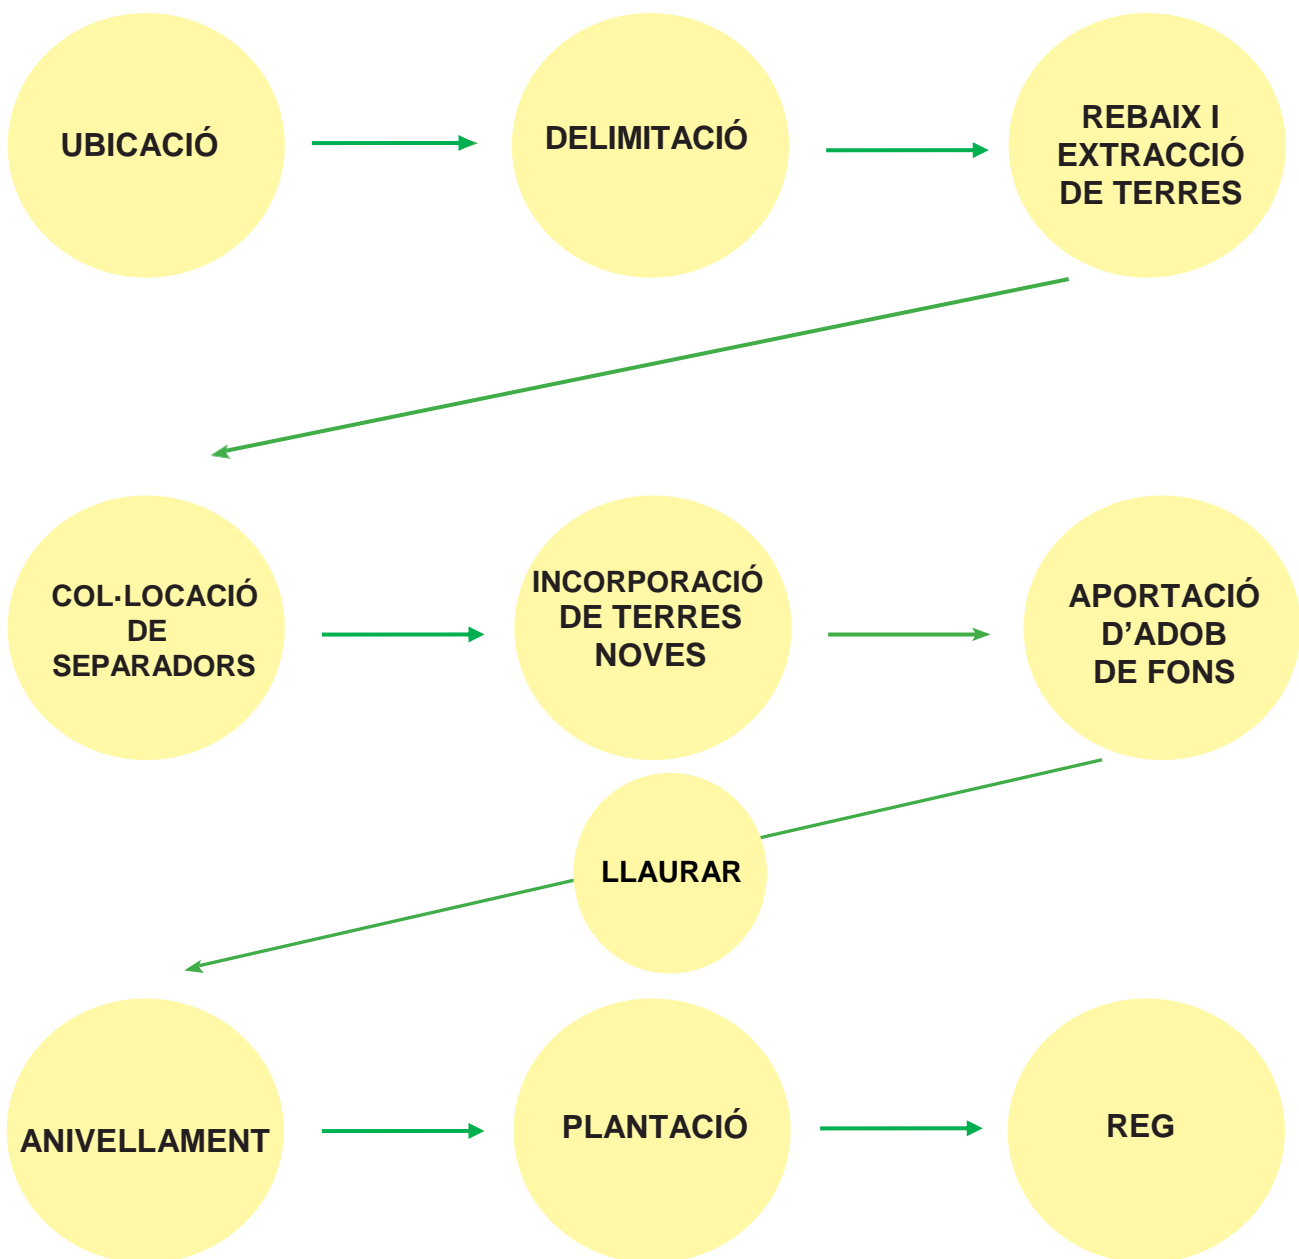 UBICACIÓ
DELIMITACIÓ
REBAIX I
EXTRACCIÓ
DE TERRES
COL·LOCACIÓ
DE
SEPARADORS
INCORPORACIÓ
DE TERRES
NOVES
APORTACIÓ
D’ADOB
DE FONS
LLAURAR
ANIVELLAMENT
PLANTACIÓ
REG